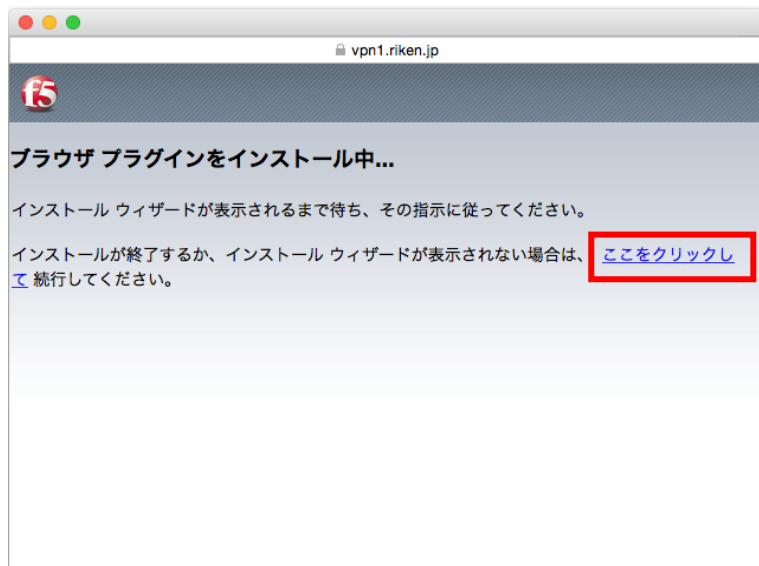 vpn1.riken.jp
f5
ブラウザ プラグインをインストール中...
インストール ウィザードが表示されるまで待ち、その指示に従ってください。
インストールが終了するか、インストール ウィザードが表示されない場合は、 ここをクリックし
て 続行してください。